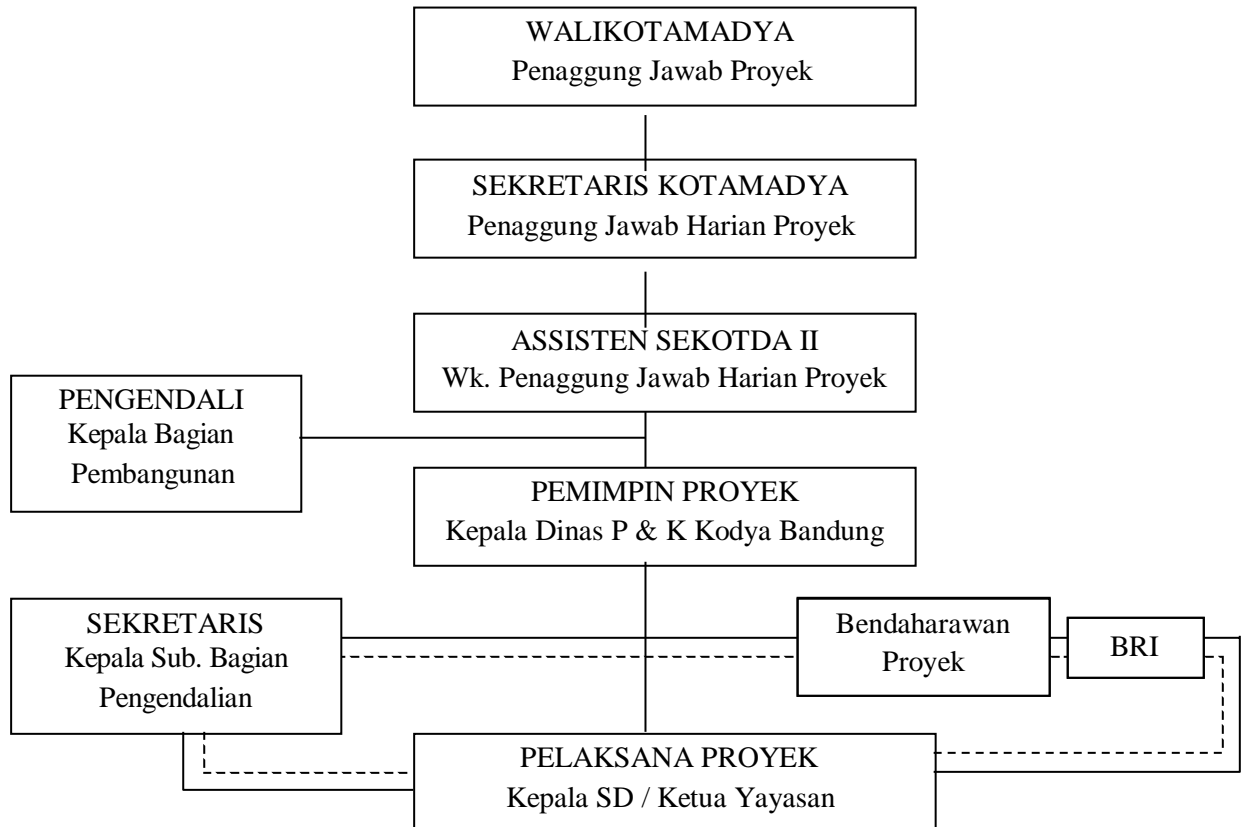 WALIKOTAMADYA
Penaggung Jawab Proyek
SEKRETARIS KOTAMADYA
Penaggung Jawab Harian Proyek
ASSISTEN SEKOTDA II
Wk. Penaggung Jawab Harian Proyek
PENGENDALI
Kepala Bagian
Pembangunan
PEMIMPIN PROYEK
Kepala Dinas P & K Kodya Bandung
SEKRETARIS
Kepala Sub. Bagian
Pengendalian
Bendaharawan
Proyek
BRI
PELAKSANA PROYEK
Kepala SD / Ketua Yayasan